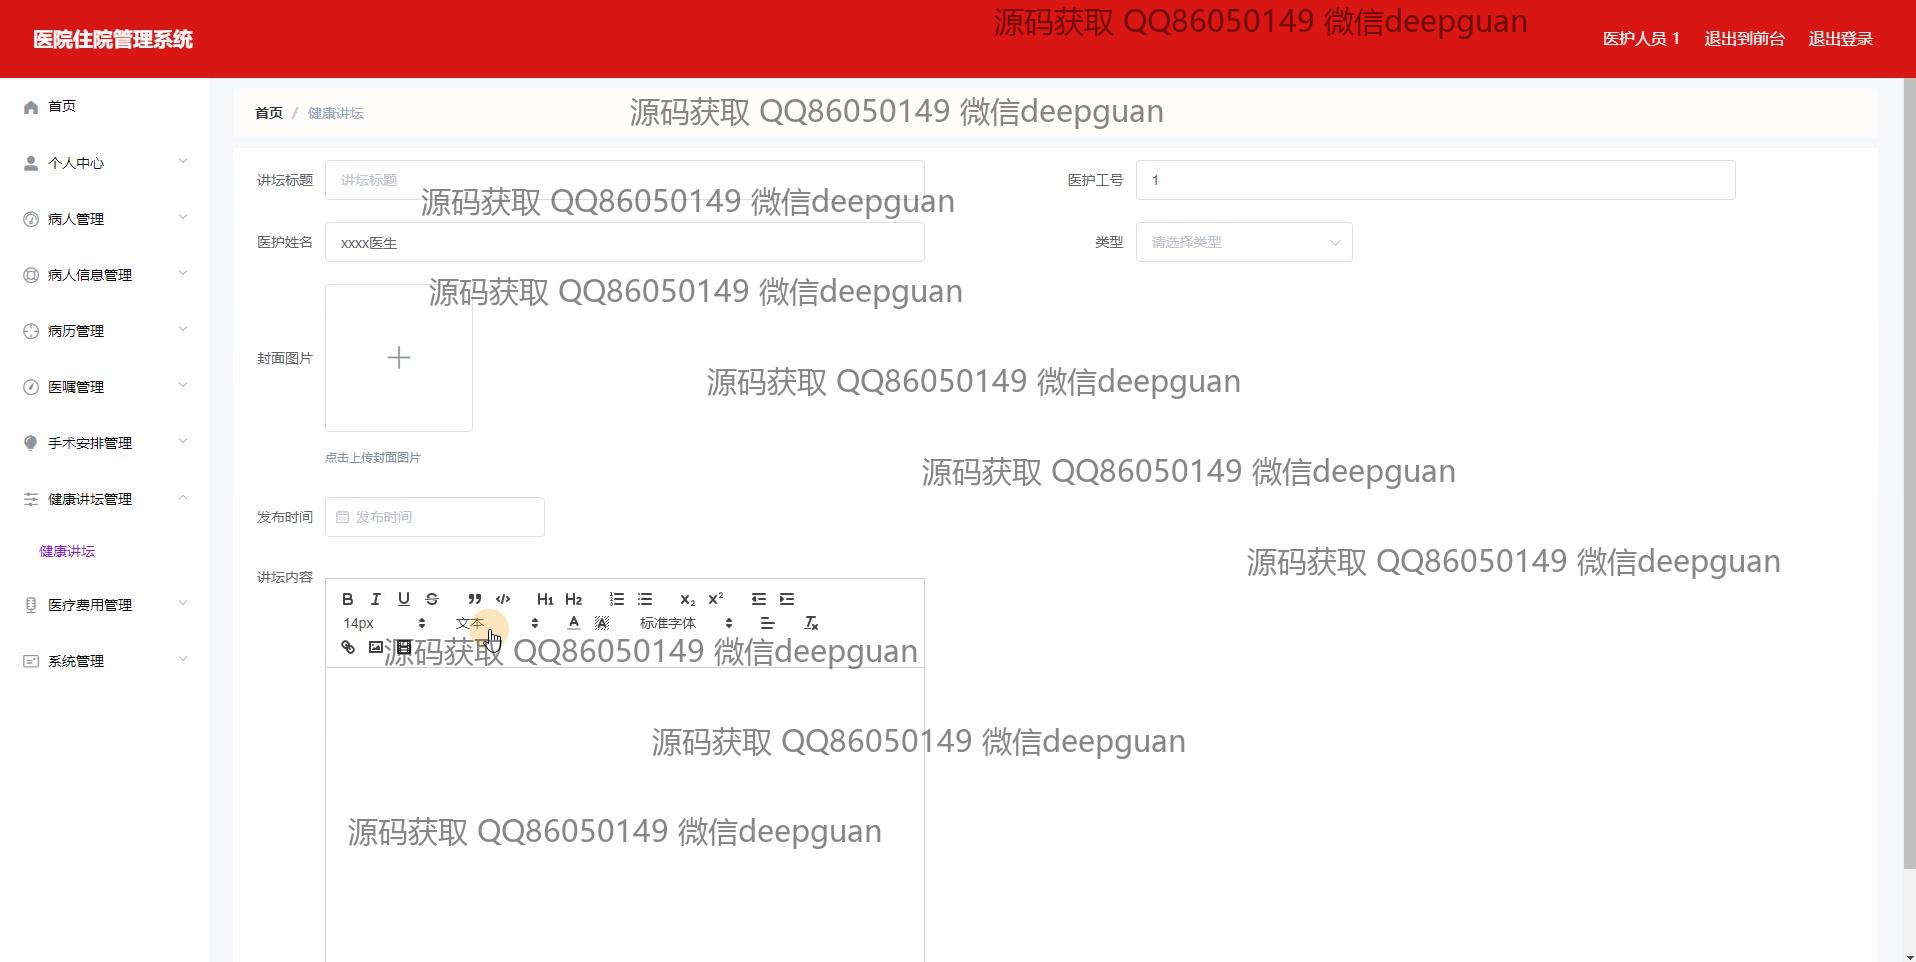 源码获取 QQ86050149 微信deepguan
医院住院管理系统
医护人员 1 退出到前台 退出登录
首页
首页 / 健康讲坛
源码获取 QQ86050149 微信deepguan
个人中心
讲坛标题 讲坛标题
医护工号 1
源码获取 QQ86050149 微信deepguan
病人管理
医护姓名 xxxx医生
类型 请选择类型
病人信息管理
源码获取 QQ86050149 微信deepguan
病历管理
封面图片
医嘱管理
源码获取 QQ86050149 微信deepguan
手术安排管理
点击上传封面图片
源码获取 QQ86050149 微信deepguan
健康讲坛管理
发布时间 发布时间
健康讲坛
源码获取 QQ86050149 微信deepguan
讲坛内容
医疗费用管理
B I U S H1 H2 X2 X2
14px 文本 A A 标准字体 Tx
系统管理
源码获取 QQ86050149 微信deepguan
源码获取 QQ86050149 微信deepguan
源码获取 QQ86050149 微信deepguan